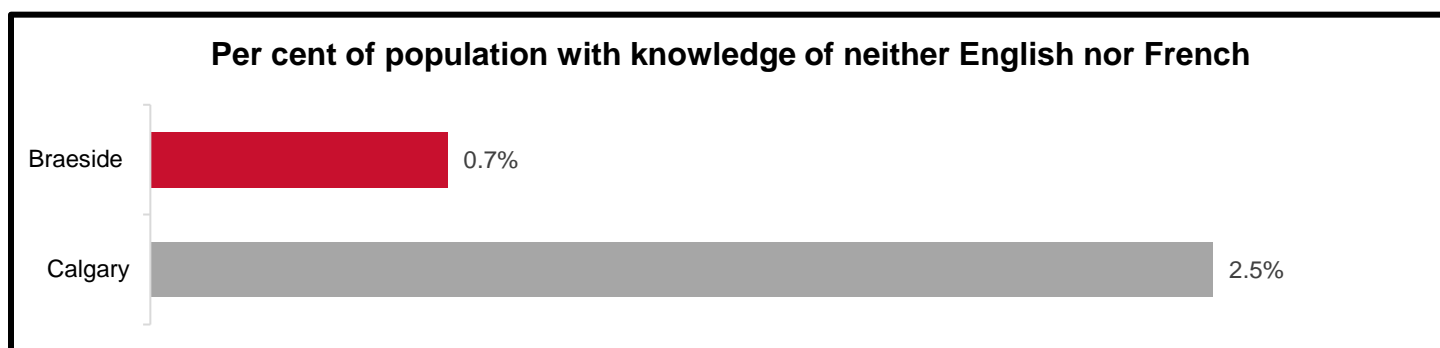 Per cent of population with knowledge of neither English nor French
Braeside
0.7%
Calgary
2.5%